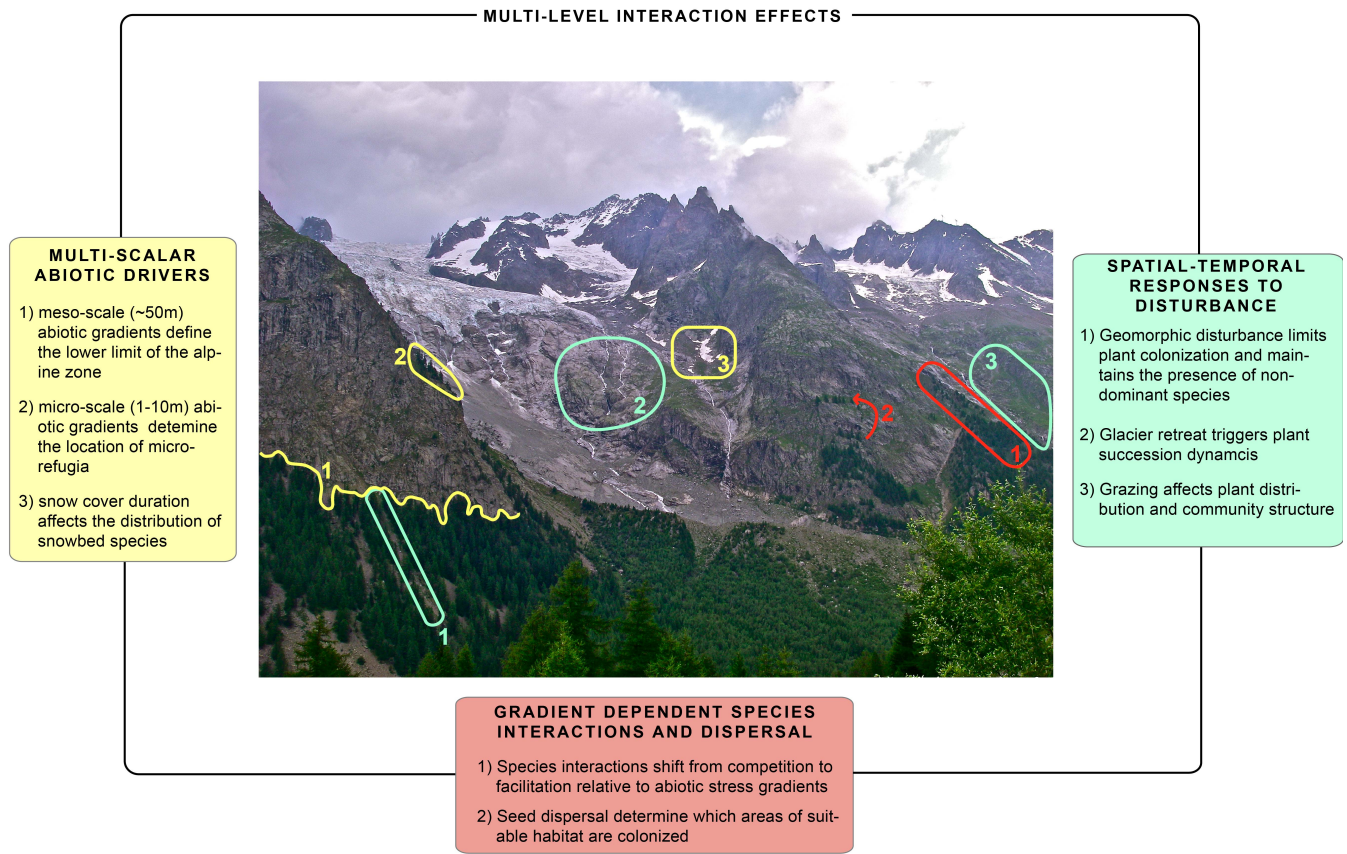 MULTI-LEVEL INTERACTION EFFECTS
MULTI-SCALAR
ABIOTIC DRIVERS
1) meso-scale (~50m)
abiotic gradients define
the lower limit of the alp-
ine zone
2) micro-scale (1-10m) abi-
otic gradients detemine
the location of micro-
refugia
3) snow cover duration
affects the distribution of
snowbed species
2
3
1
1
2
3
2
1
SPATIAL-TEMPORAL
RESPONSES TO
DISTURBANCE
1) Geomorphic disturbance limits
plant colonization and main-
tains the presence of non-
dominant species
2) Glacier retreat triggers plant
succession dynamcis
3) Grazing affects plant distri-
bution and community structure
GRADIENT DEPENDENT SPECIES
INTERACTIONS AND DISPERSAL
1) Species interactions shift from competition to
facilitation relative to abiotic stress gradients
2) Seed dispersal determine which areas of suit-
able habitat are colonized